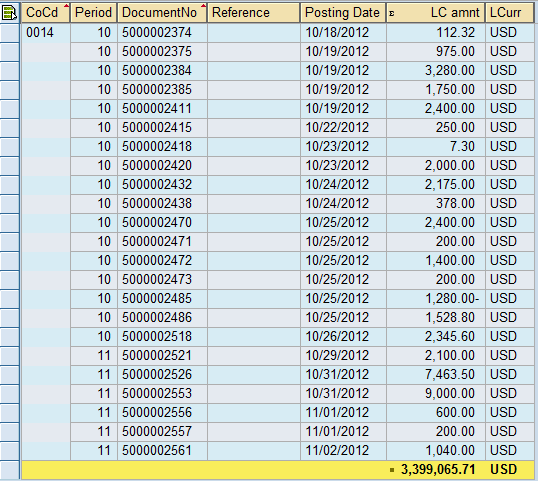 CoCd Period DocumentNo Reference Posting Date Σ LC amnt LCurr
0014 10 5000002374 10/18/2012 112.32 USD
10 5000002375 10/19/2012 975.00 USD
10 5000002384 10/19/2012 3,280.00 USD
10 5000002385 10/19/2012 1,750.00 USD
10 5000002411 10/19/2012 2,400.00 USD
10 5000002415 10/22/2012 250.00 USD
10 5000002418 10/23/2012 7.30 USD
10 5000002420 10/23/2012 2,000.00 USD
10 5000002432 10/24/2012 2,175.00 USD
10 5000002438 10/24/2012 378.00 USD
10 5000002470 10/25/2012 2,400.00 USD
10 5000002471 10/25/2012 200.00 USD
10 5000002472 10/25/2012 1,400.00 USD
10 5000002473 10/25/2012 200.00 USD
10 5000002485 10/25/2012 1,280.00- USD
10 5000002486 10/25/2012 1,528.80 USD
10 5000002518 10/26/2012 2,345.60 USD
11 5000002521 10/29/2012 2,100.00 USD
11 5000002526 10/31/2012 7,463.50 USD
11 5000002553 10/31/2012 9,000.00 USD
11 5000002556 11/01/2012 600.00 USD
11 5000002557 11/01/2012 200.00 USD
11 5000002561 11/02/2012 1,040.00 USD
3,399,065.71 USD